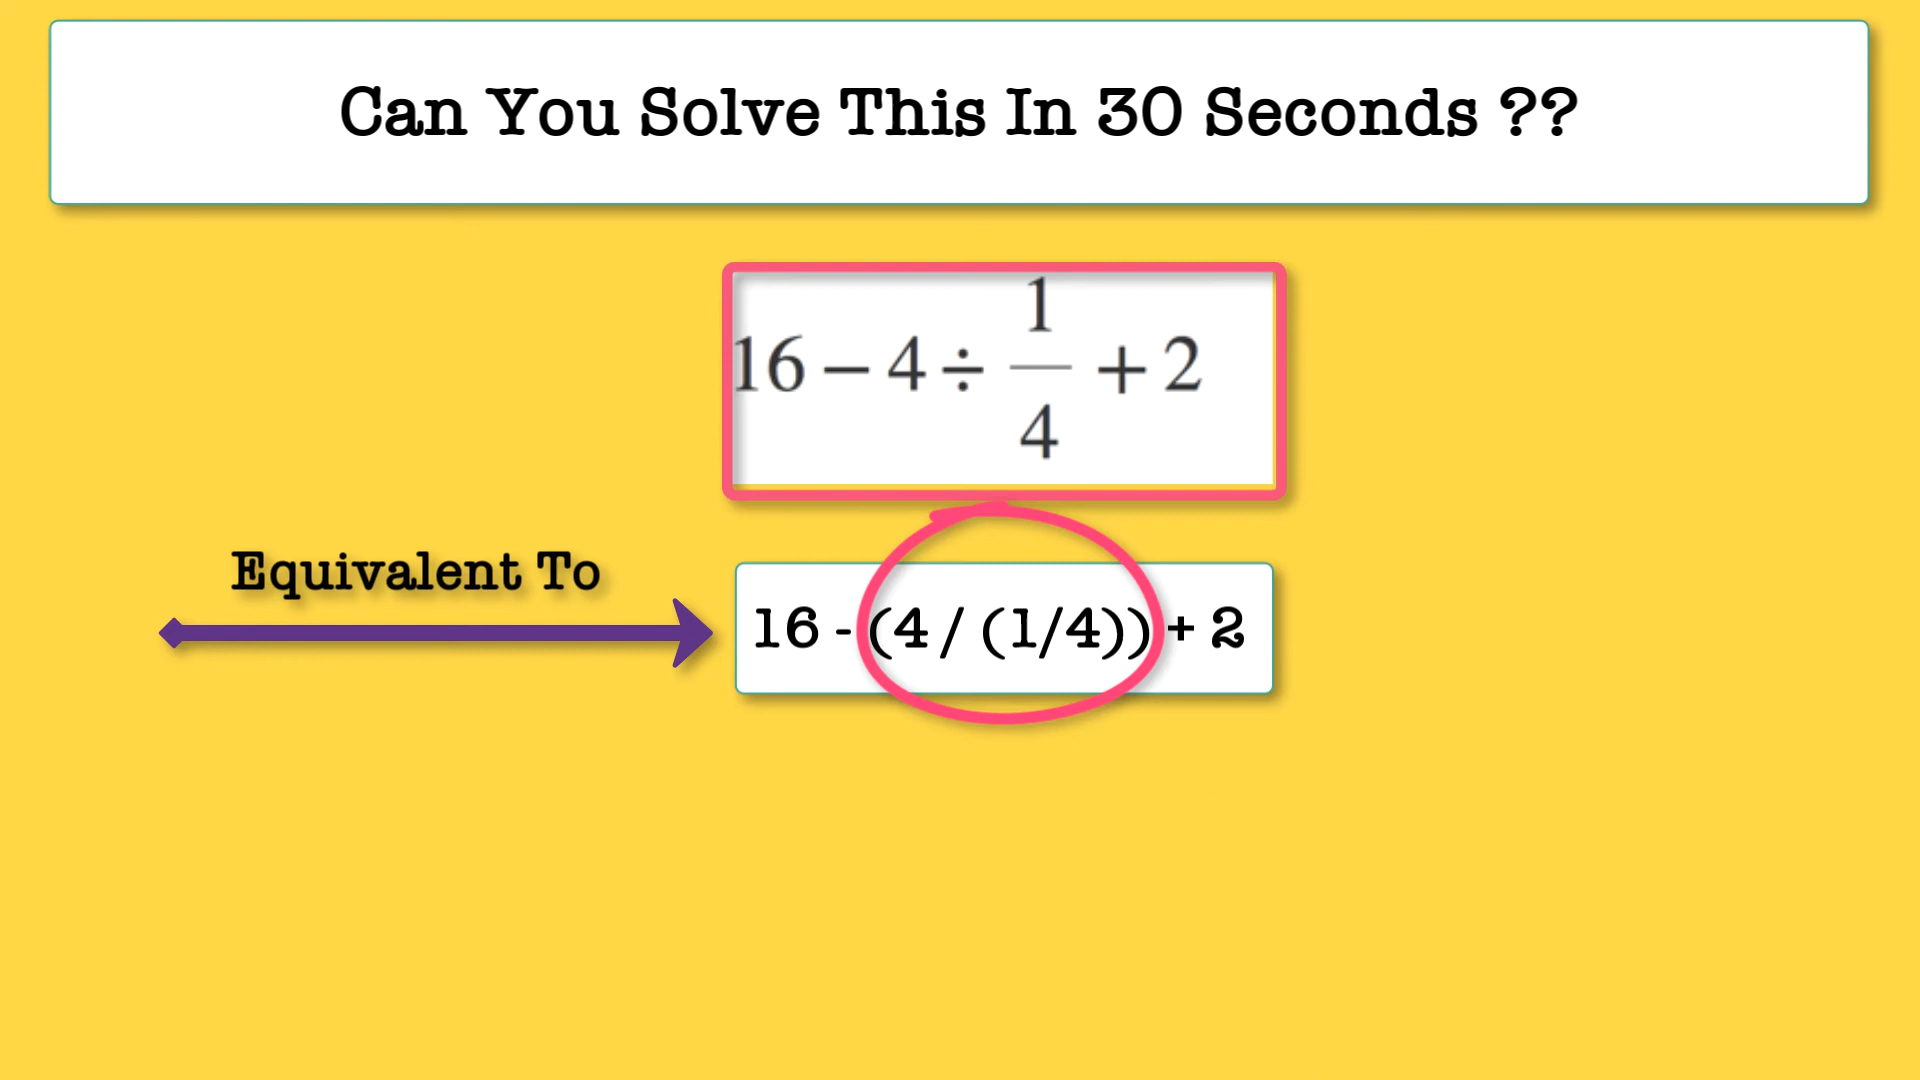 Can You Solve This In 30 Seconds ??
16 − 4 ÷ 1/4 + 2
Equivalent To
16 - (4 / (1/4)) + 2